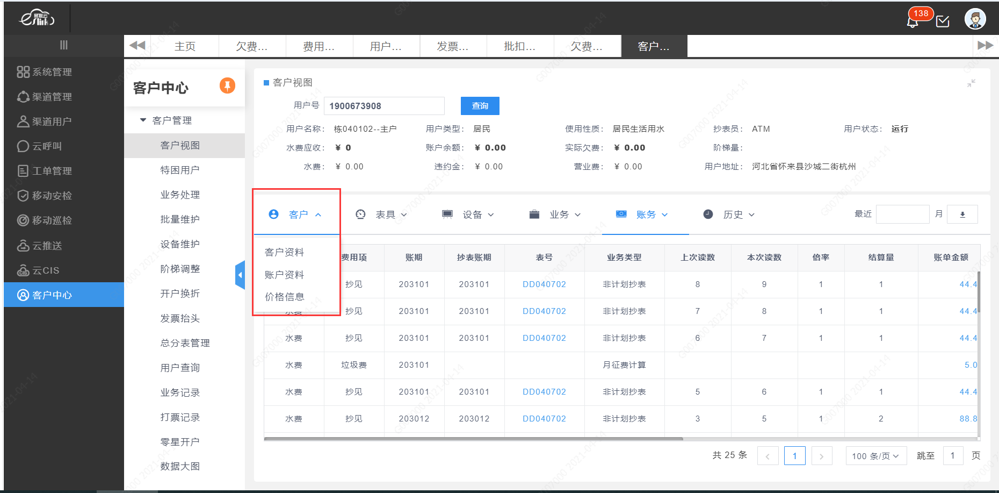 易联云
eslink
138
主页 欠费... 费用... 用户... 发票... 批扣... 欠费... 客户...
系统管理
渠道管理
渠道用户
云呼叫
工单管理
移动安检
移动巡检
云推送
云CIS
客户中心
客户中心
客户管理
客户视图
特困用户
业务处理
批量维护
设备维护
阶梯调整
开户换折
发票抬头
总分表管理
用户查询
业务记录
打票记录
零星开户
数据大图
客户视图
用户号 1900673908 查询
用户名称: 栋040102--主户 用户类型: 居民 使用性质: 居民生活用水 抄表员: ATM 用户状态: 运行
水费应收: ¥ 0 账户余额: ¥ 0.00 实际欠费: ¥ 0.00 阶梯量:
水费: ¥ 0.00 违约金: ¥ 0.00 营业费: ¥ 0.00 用户地址: 河北省怀来县沙城二街杭州
客户 表具 设备 业务 账务 历史 最近 月
客户资料
账户资料
价格信息
费用项 账期 抄表账期 表号 业务类型 上次读数 本次读数 倍率 结算量 账单金额
抄见 203101 203101 DD040702 非计划抄表 8 9 1 1 44.4
水费 抄见 203101 203101 DD040702 非计划抄表 7 8 1 1 44.4
水费 抄见 203101 203101 DD040702 非计划抄表 6 7 1 1 44.4
水费 垃圾费 203101 月征费计算 5.0
水费 抄见 203101 203101 DD040702 非计划抄表 5 6 1 1 44.4
水费 抄见 203012 203012 DD040702 非计划抄表 3 5 1 2 88.8
共 25 条 1 100 条/页 跳至 1 页
G007000 2021-04-14